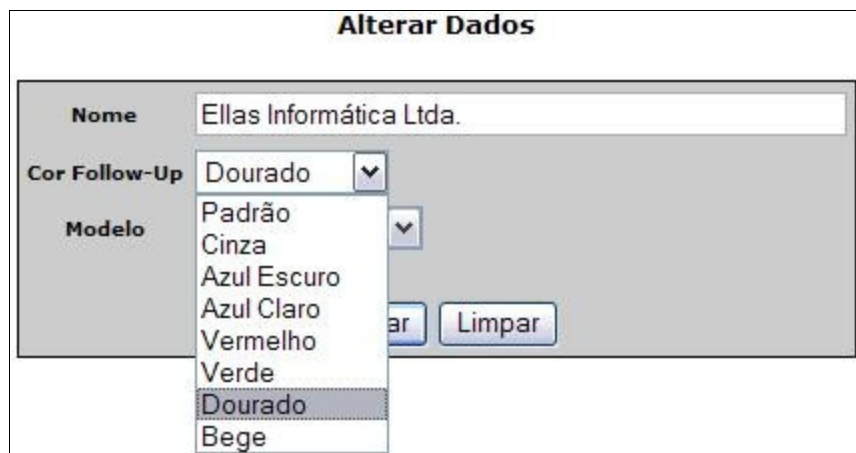 Alterar Dados
Nome Ellas Informática Ltda.
Cor Follow-Up Dourado
Padrão
Modelo
Cinza
Azul Escuro
Azul Claro
ar Limpar
Vermelho
Verde
Dourado
Bege